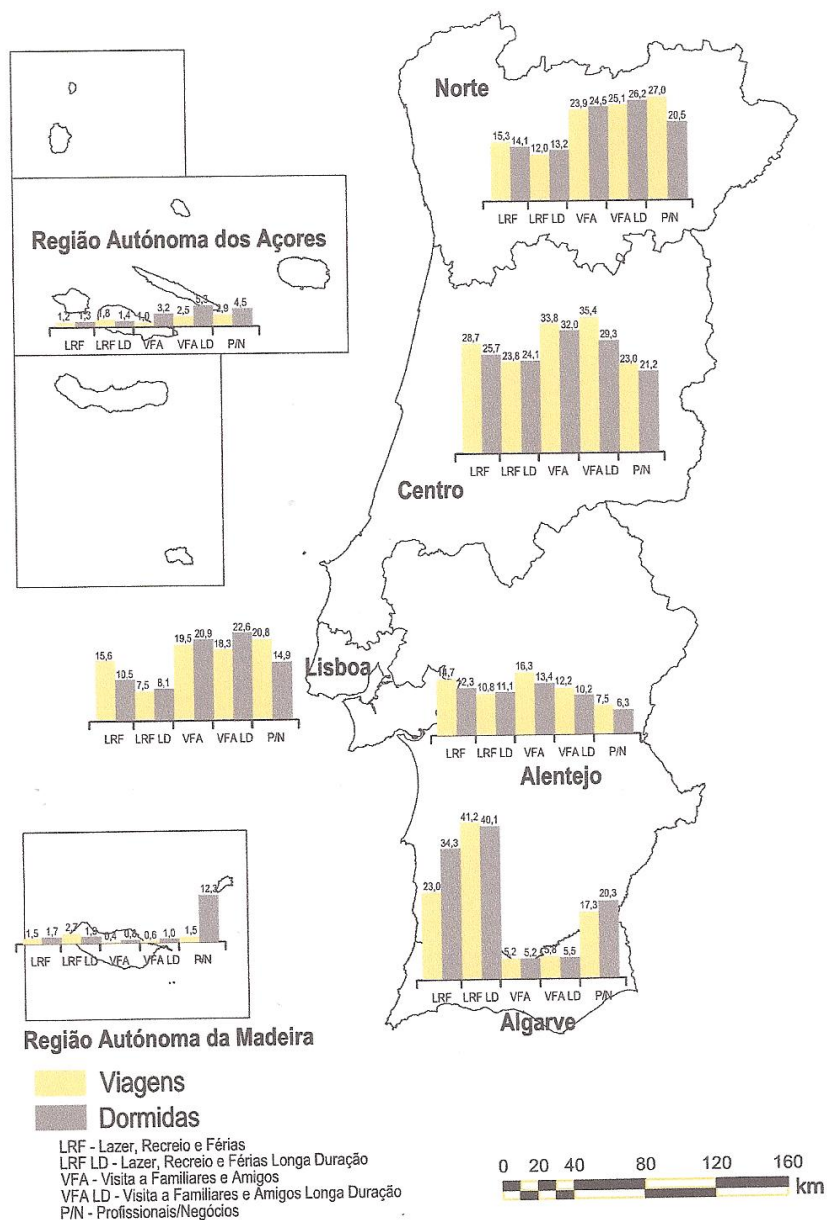 Norte
15,3 14,1 12,0 13,2 23,9 24,5 25,1 26,2 27,0 20,5
LRF LRF LD VFA VFA LD P/N
Região Autónoma dos Açores
1,2 1,3 1,8 1,4 1,0 3,2 2,5 5,3 2,9 4,5
LRF LRF LD VFA VFA LD P/N
28,7 25,7 23,8 24,1 33,8 32,0 35,4 29,3 23,0 21,2
LRF LRF LD VFA VFA LD P/N
Centro
15,6 10,5 7,5 8,1 19,5 20,9 18,3 22,6 20,8 14,9
LRF LRF LD VFA VFA LD P/N
Lisboa
12,3 10,8 11,1 16,3 13,4 12,2 10,2 7,5 6,3
LRF LRF LD VFA VFA LD P/N
Alentejo
23,0 34,3 41,2 40,1 5,2 5,2 5,8 5,5 17,3 20,3
LRF LRF LD VFA VFA LD P/N
Algarve
1,5 1,7 2,7 1,9 0,4 0,6 1,0 1,5 12,3
LRF LRF LD VFA VFA LD P/N
Região Autónoma da Madeira
Viagens
Dormidas
LRF - Lazer, Recreio e Férias
LRF LD - Lazer, Recreio e Férias Longa Duração
VFA - Visita a Familiares e Amigos
VFA LD - Visita a Familiares e Amigos Longa Duração
P/N - Profissionais/Negócios
0 20 40 80 120 160
km